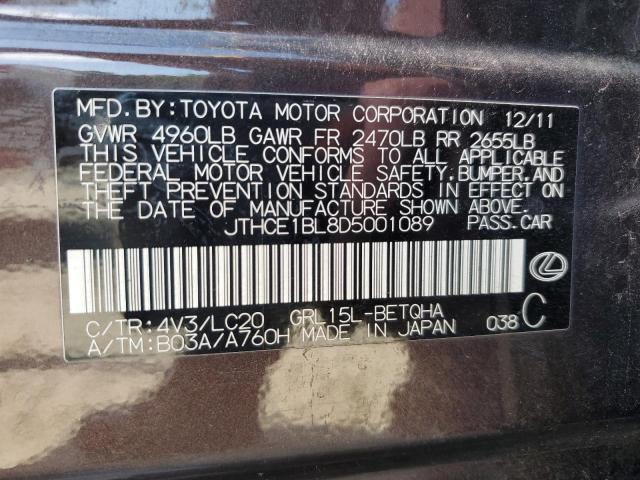 MFD. BY: TOYOTA MOTOR CORPORATION 12/11
GVWR 4960LB GAWR FR 2470LB RR 2655LB
THIS VEHICLE CONFORMS TO ALL APPLICABLE
FEDERAL MOTOR VEHICLE SAFETY, BUMPER, AND
THEFT PREVENTION STANDARDS IN EFFECT ON
THE DATE OF MANUFACTURE SHOWN ABOVE.
JTHCE1BL8D5001089 PASS. CAR
C/TR: 4V3/LC20 GRL15L-BETQHA
A/TM: B03A/A760H MADE IN JAPAN 038 C